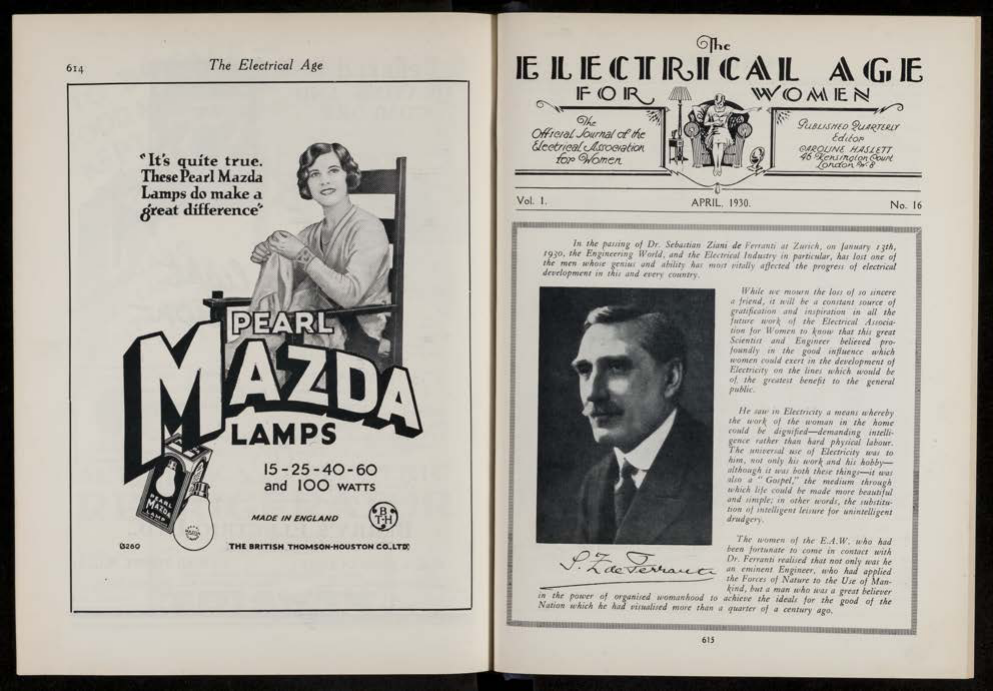 614
The Electrical Age
"It's quite true.
These Pearl Mazda
Lamps do make a
great difference"
PEARL
MAZDA
LAMPS
PEARL
MAZDA
LAMP
15-25-40-60
and 100 WATTS
MADE IN ENGLAND
BTH
B260
THE BRITISH THOMSON-HOUSTON CO. LTD.
The
ELECTRICAL AGE
FOR WOMEN
The
Official Journal of the
Electrical Association
for Women
PUBLISHED QUARTERLY
Editor
CAROLINE HASLETT
46 Kensington Court
London W.8
Vol. 1.
APRIL, 1930.
No. 16
In the passing of Dr. Sebastian Ziani de Ferranti at Zurich, on January 13th,
1930, the Engineering World, and the Electrical Industry in particular, has lost one of
the men whose genius and ability has most vitally affected the progress of electrical
development in this and every country.
While we mourn the loss of so sincere
a friend, it will be a constant source of
gratification and inspiration in all the
future work of the Electrical Associa-
tion for Women to know that this great
Scientist and Engineer believed pro-
foundly in the good influence which
women could exert in the development of
Electricity on the lines which would be
of the greatest benefit to the general
public.
He saw in Electricity a means whereby
the work of the woman in the home
could be dignified—demanding intelli-
gence rather than hard physical labour.
The universal use of Electricity was to
him, not only his work and his hobby—
although it was both these things—it was
also a "Gospel," the medium through
which life could be made more beautiful
and simple; in other words, the substitu-
tion of intelligent leisure for unintelligent
drudgery.
S. Z de Ferranti
The women of the E.A.W. who had
been fortunate to come in contact with
Dr. Ferranti realised that not only was he
an eminent Engineer, who had applied
the Forces of Nature to the Use of Man-
kind, but a man who was a great believer
in the power of organised womanhood to achieve the ideals for the good of the
Nation which he had visualised more than a quarter of a century ago.
615